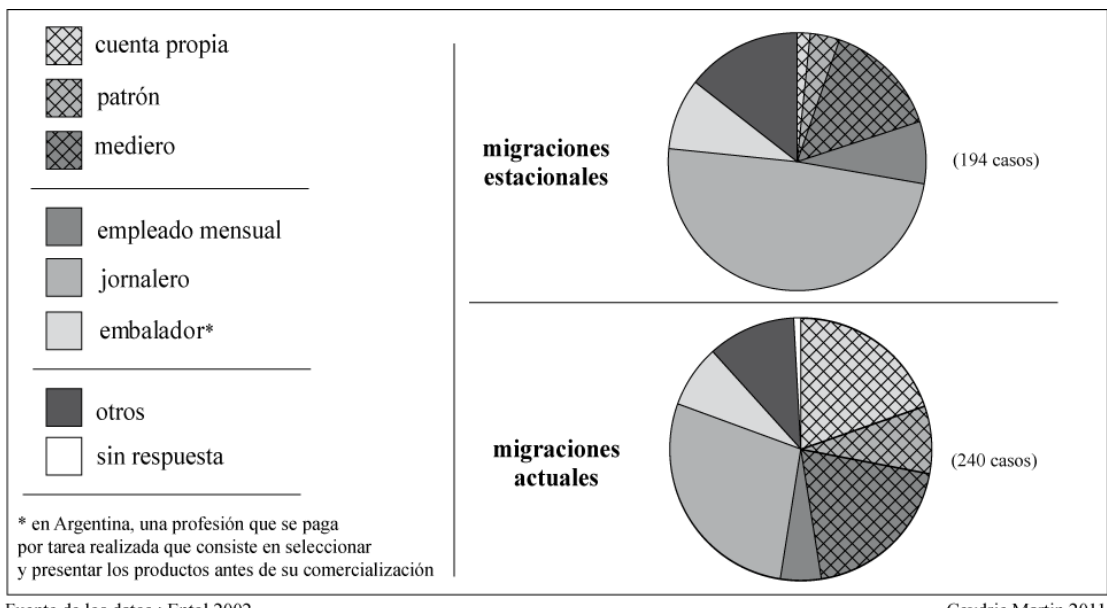 cuenta propia
patrón
mediero
empleado mensual
jornalero
embalador*
otros
sin respuesta
* en Argentina, una profesión que se paga
por tarea realizada que consiste en seleccionar
y presentar los productos antes de su comercialización
migraciones
estacionales
(194 casos)
migraciones
actuales
(240 casos)